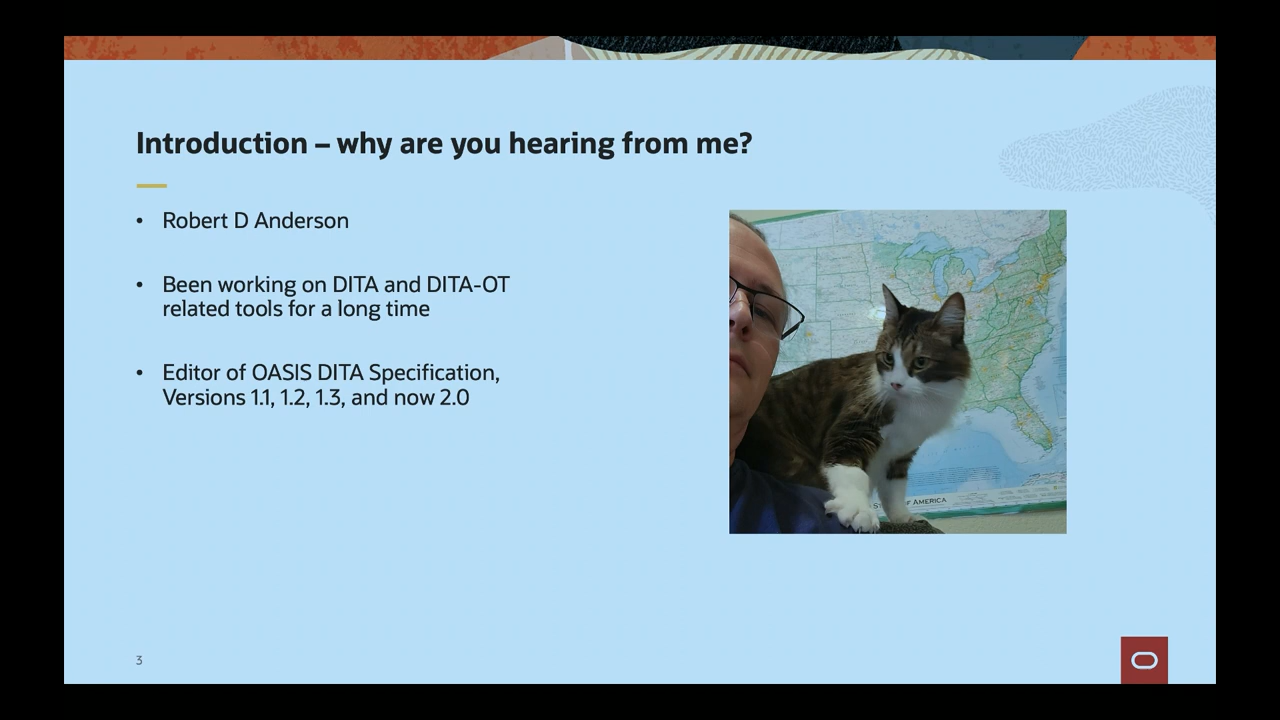 Introduction – why are you hearing from me?
• Robert D Anderson
• Been working on DITA and DITA-OT
related tools for a long time
• Editor of OASIS DITA Specification,
Versions 1.1, 1.2, 1.3, and now 2.0
OF AMERICA
3